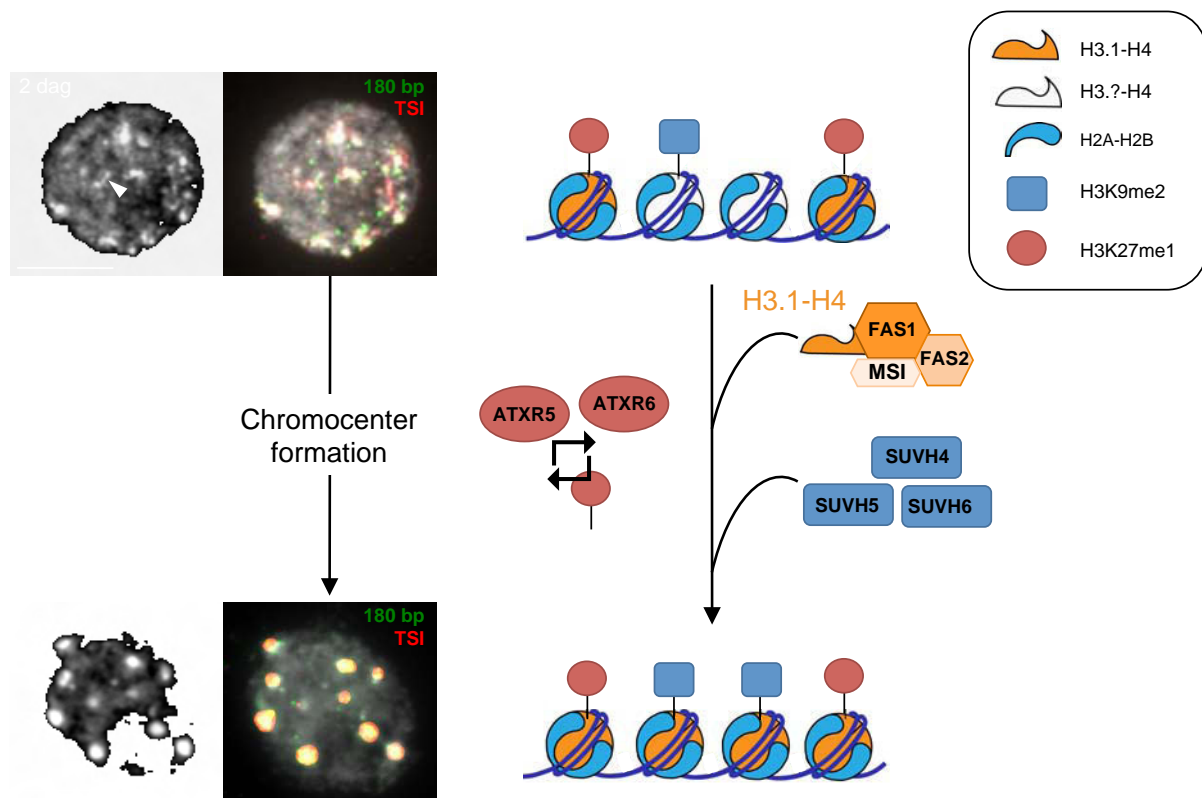 2 dag
180 bp
TSI
H3.1-H4
H3.?-H4
H2A-H2B
H3K9me2
H3K27me1
H3.1-H4
FAS1
FAS2
MSI
ATXR5
ATXR6
Chromocenter
formation
SUVH4
SUVH5
SUVH6
180 bp
TSI